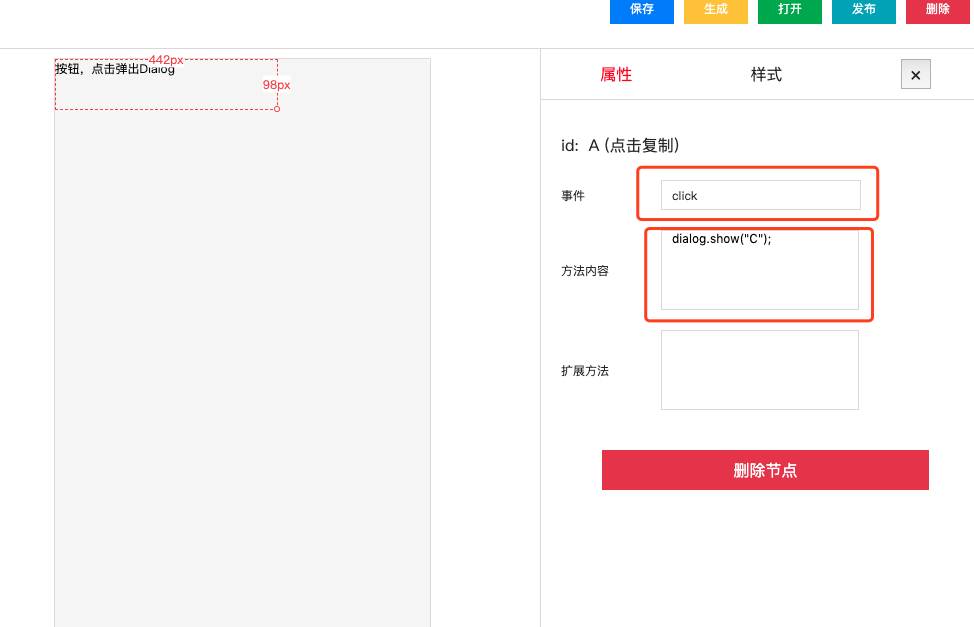 保存 生成 打开 发布 删除
442px
按钮，点击弹出Dialog
98px
属性 样式 ×
id: A (点击复制)
事件 click
dialog.show("C");
方法内容
扩展方法
删除节点